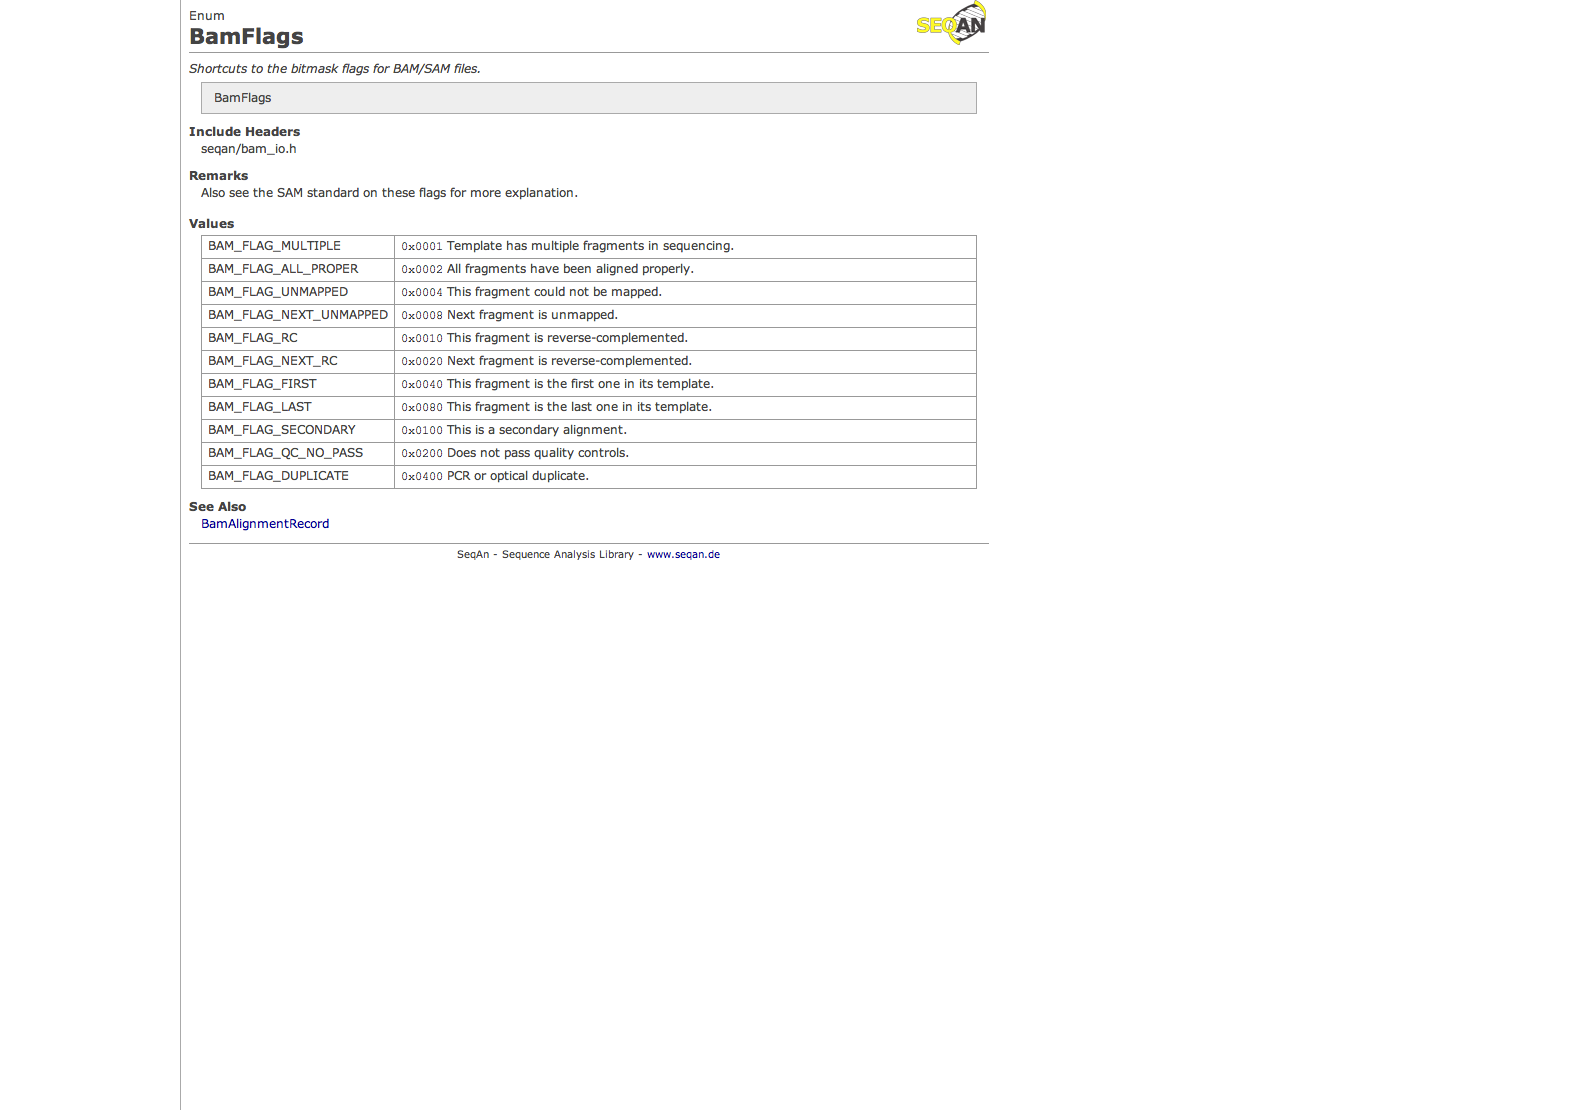 Enum
BamFlags
SEQAN
Shortcuts to the bitmask flags for BAM/SAM files.
BamFlags
Include Headers
seqan/bam_io.h
Remarks
Also see the SAM standard on these flags for more explanation.
Values
BAM_FLAG_MULTIPLE 0x0001 Template has multiple fragments in sequencing.
BAM_FLAG_ALL_PROPER 0x0002 All fragments have been aligned properly.
BAM_FLAG_UNMAPPED 0x0004 This fragment could not be mapped.
BAM_FLAG_NEXT_UNMAPPED 0x0008 Next fragment is unmapped.
BAM_FLAG_RC 0x0010 This fragment is reverse-complemented.
BAM_FLAG_NEXT_RC 0x0020 Next fragment is reverse-complemented.
BAM_FLAG_FIRST 0x0040 This fragment is the first one in its template.
BAM_FLAG_LAST 0x0080 This fragment is the last one in its template.
BAM_FLAG_SECONDARY 0x0100 This is a secondary alignment.
BAM_FLAG_QC_NO_PASS 0x0200 Does not pass quality controls.
BAM_FLAG_DUPLICATE 0x0400 PCR or optical duplicate.
See Also
BamAlignmentRecord
SeqAn - Sequence Analysis Library - www.seqan.de